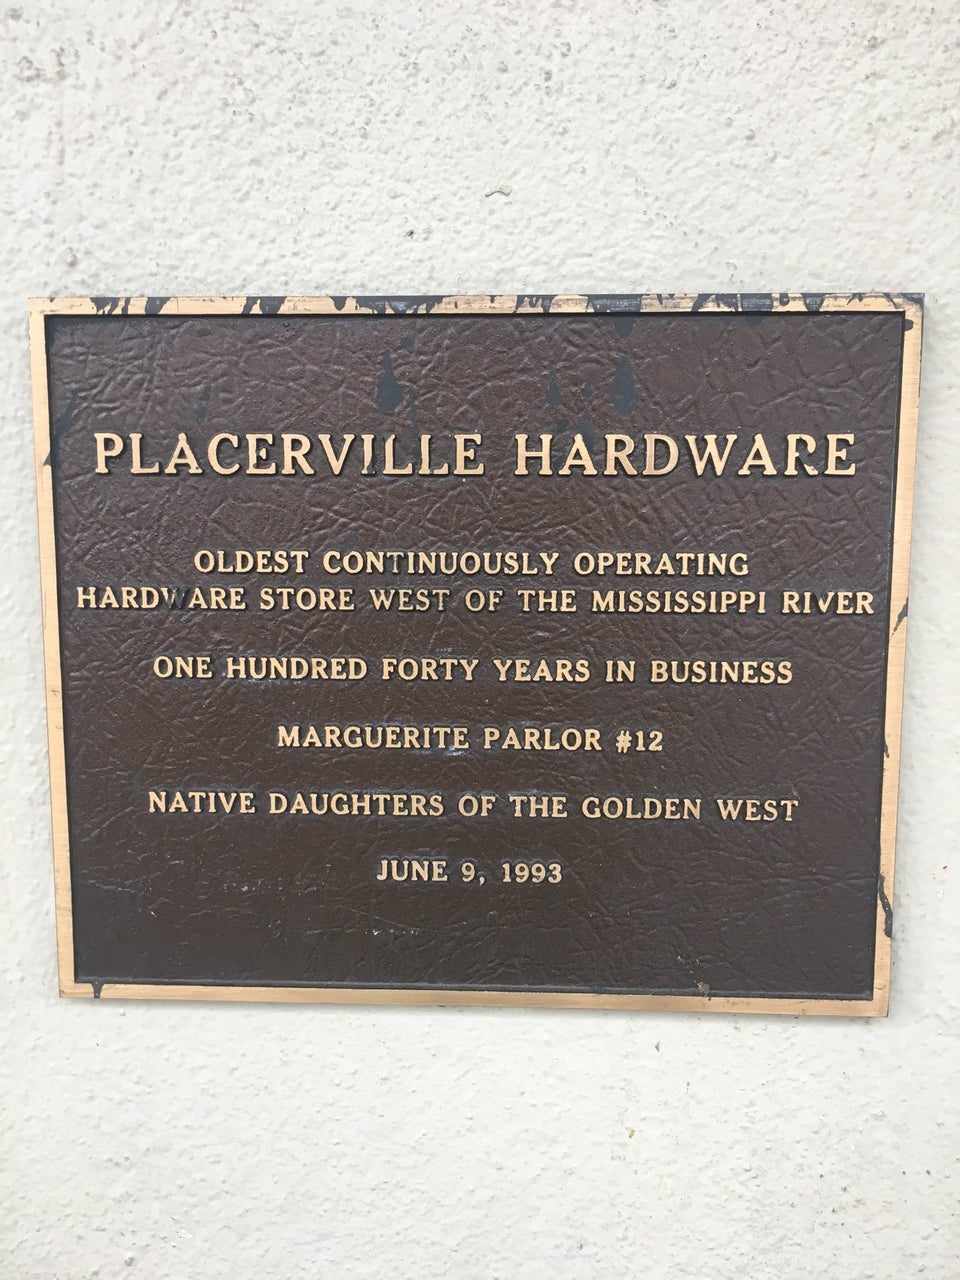 PLACERVILLE HARDWARE
OLDEST CONTINUOUSLY OPERATING
HARDWARE STORE WEST OF THE MISSISSIPPI RIVER
ONE HUNDRED FORTY YEARS IN BUSINESS
MARGUERITE PARLOR #12
NATIVE DAUGHTERS OF THE GOLDEN WEST
JUNE 9, 1993